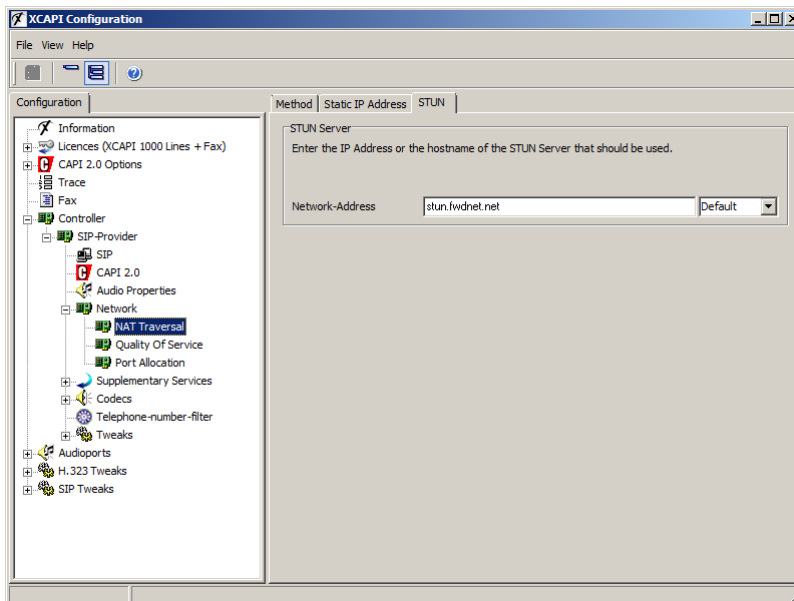 XCAPI Configuration
File View Help
Configuration
Information
Licences (XCAPI 1000 Lines + Fax)
CAPI 2.0 Options
Trace
Fax
Controller
SIP-Provider
SIP
CAPI 2.0
Audio Properties
Network
NAT Traversal
Quality Of Service
Port Allocation
Supplementary Services
Codecs
Telephone-number-filter
Tweaks
Audioports
H.323 Tweaks
SIP Tweaks
Method Static IP Address STUN
STUN Server
Enter the IP Address or the hostname of the STUN Server that should be used.
Network-Address stun.fwdnet.net Default